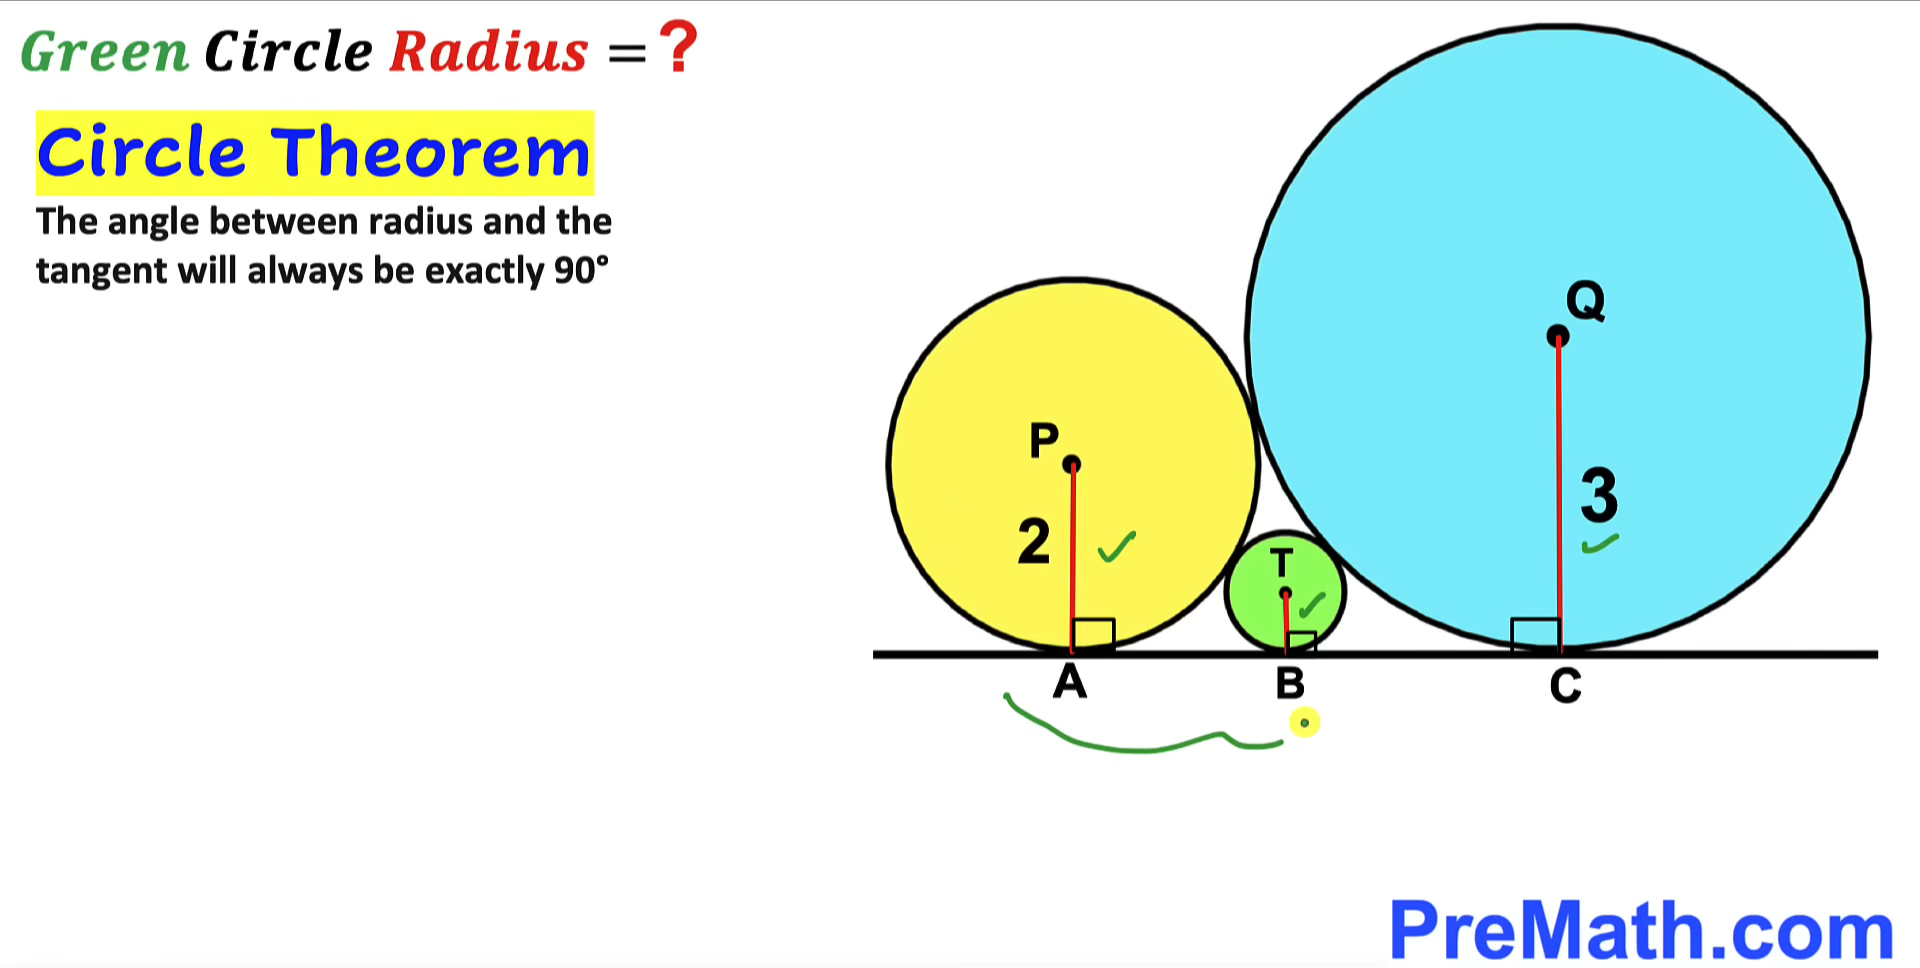 Green Circle Radius = ?
Circle Theorem
The angle between radius and the
tangent will always be exactly 90°
Q
P
3
2
T
A
B
C
PreMath.com